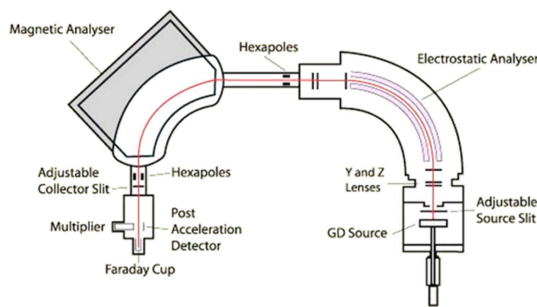 Magnetic Analyser
Hexapoles
Electrostatic Analyser
Adjustable
Collector Slit
Hexapoles
Y and Z
Lenses
Adjustable
Source Slit
GD Source
Multiplier
Post
Acceleration
Detector
Faraday Cup